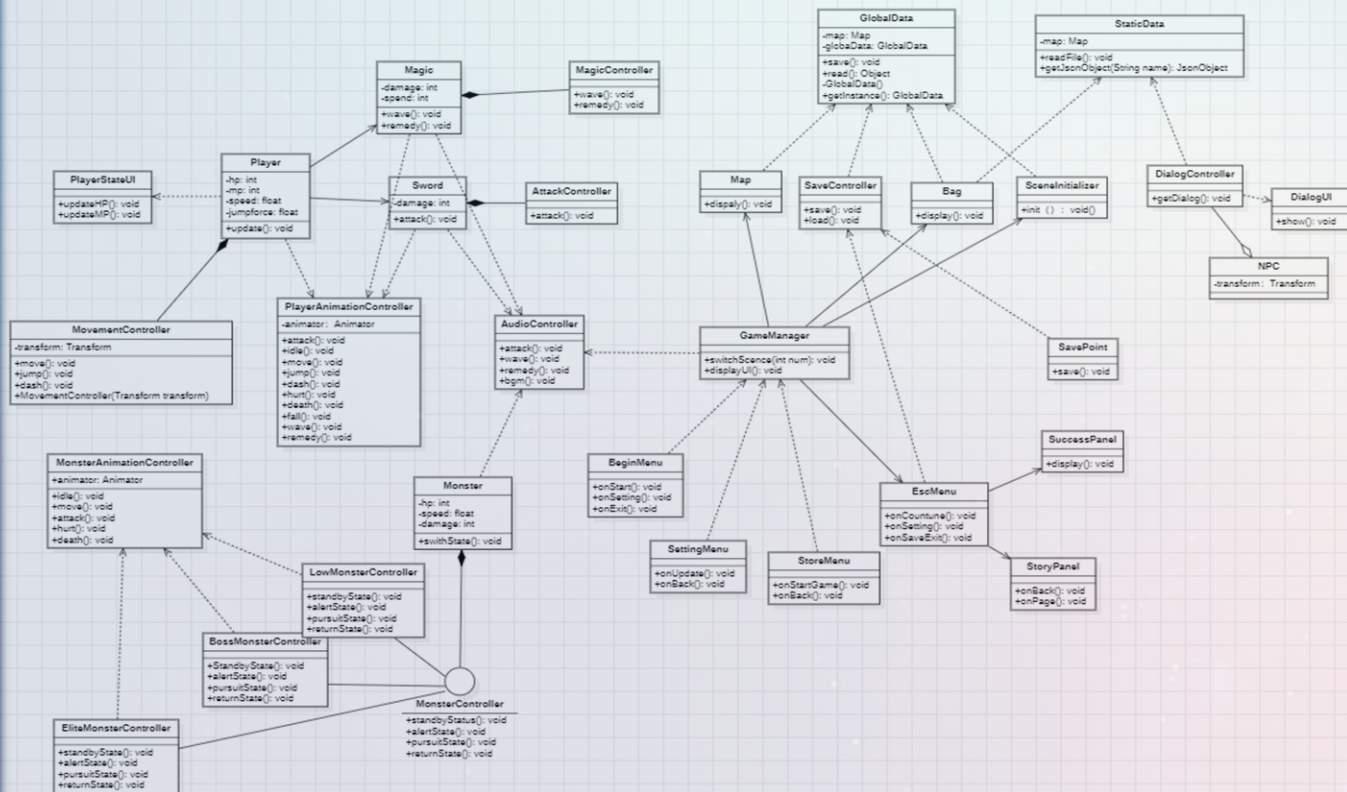 GlobalData
-map: Map
-globaData: GlobalData
+save(): void
+read(): Object
-GlobalData()
+getInstance(): GlobalData
StaticData
-map: Map
+readFile(): void
+getJsonObject(String name): JsonObject
Magic
-damage: int
-spend: int
+wave(): void
+remedy(): void
MagicController
+wave(): void
+remedy(): void
Player
-hp: int
-mp: int
-speed: float
-jumpforce: float
+update(): void
PlayerStateUI
+updateHP(): void
+updateMP(): void
Sword
-damage: int
+attack(): void
AttackController
+attack(): void
Map
+dispaly(): void
SaveController
+save(): void
+load(): void
Bag
+display(): void
SceneInitializer
+init（）：void()
DialogController
+getDialog(): void
DialogUI
+show(): void
NPC
-transform：Transform
MovementController
-transform: Transform
+move(): void
+jump(): void
+dash(): void
+MovementController(Transform transform)
PlayerAnimationController
-animator：Animator
+attack(): void
+idle(): void
+move(): void
+jump(): void
+dash(): void
+hurt(): void
+death(): void
+fall(): void
+wave(): void
+remedy(): void
AudioController
+attack(): void
+wave(): void
+remedy(): void
+bgm(): void
GameManager
+switchScence(int num): void
+displayUI(): void
SavePoint
+save(): void
MonsterAnimationController
+animator: Animator
+idle(): void
+move(): void
+attack(): void
+hurt(): void
+death(): void
Monster
-hp: int
-speed: float
-damage: int
+swithState(): void
BeginMenu
+onStart(): void
+onSetting(): void
+onExit(): void
SuccessPanel
+display(): void
EscMenu
+onCountune(): void
+onSetting(): void
+onSaveExit(): void
SettingMenu
+onUpdate(): void
+onBack(): void
StoreMenu
+onStartGame(): void
+onBack(): void
StoryPanel
+onBack(): void
+onPage(): void
LowMonsterController
+standbyState(): void
+alertState(): void
+pursuitState(): void
+returnState(): void
BossMonsterController
+StandbyState(): void
+alertState(): void
+pursuitState(): void
+returnState(): void
MonsterController
+standbyStatus(): void
+alertState(): void
+pursuitState(): void
+returnState(): void
EliteMonsterController
+standbyState(): void
+alertState(): void
+pursuitState(): void
+returnState(): void